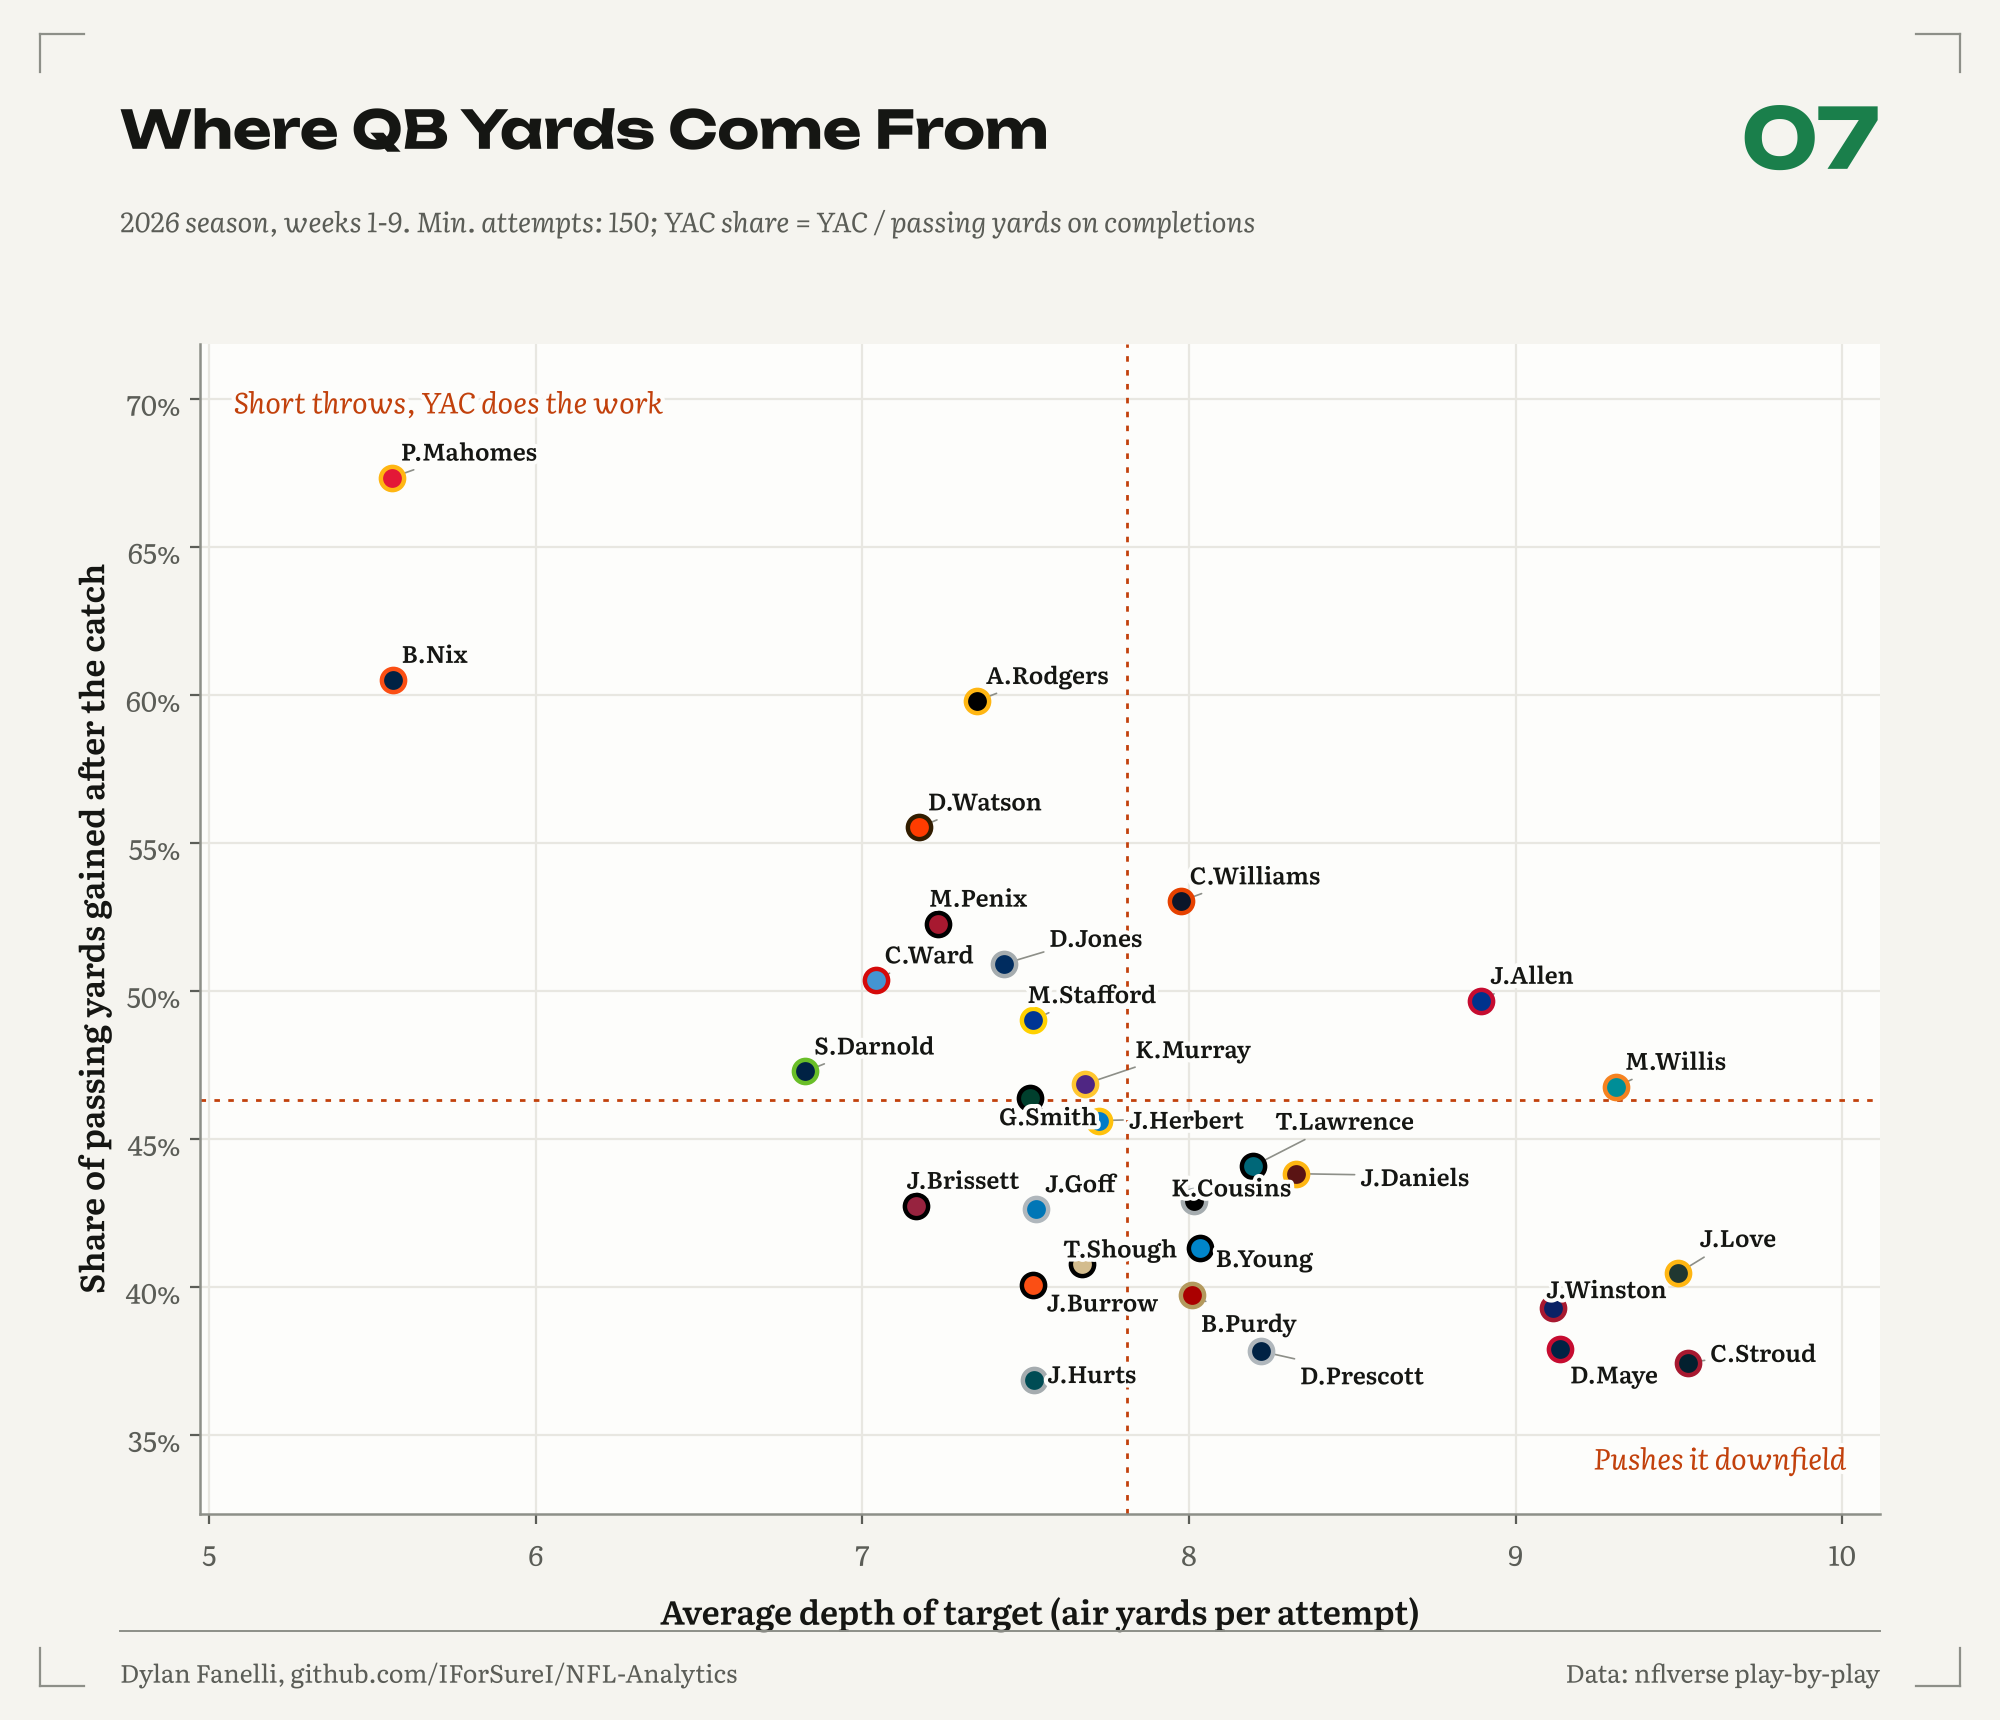 Where QB Yards Come From
07
2026 season, weeks 1-9. Min. attempts: 150; YAC share = YAC / passing yards on completions
Share of passing yards gained after the catch
70%
65%
60%
55%
50%
45%
40%
35%
Short throws, YAC does the work
P.Mahomes
B.Nix
A.Rodgers
D.Watson
C.Williams
M.Penix
D.Jones
C.Ward
J.Allen
M.Stafford
S.Darnold
K.Murray
M.Willis
G.Smith
J.Herbert
T.Lawrence
J.Brissett
J.Goff
K.Cousins
J.Daniels
J.Love
T.Shough
B.Young
J.Winston
J.Burrow
B.Purdy
C.Stroud
J.Hurts
D.Prescott
D.Maye
Pushes it downfield
5 6 7 8 9 10
Average depth of target (air yards per attempt)
Dylan Fanelli, github.com/IForSureI/NFL-Analytics
Data: nflverse play-by-play